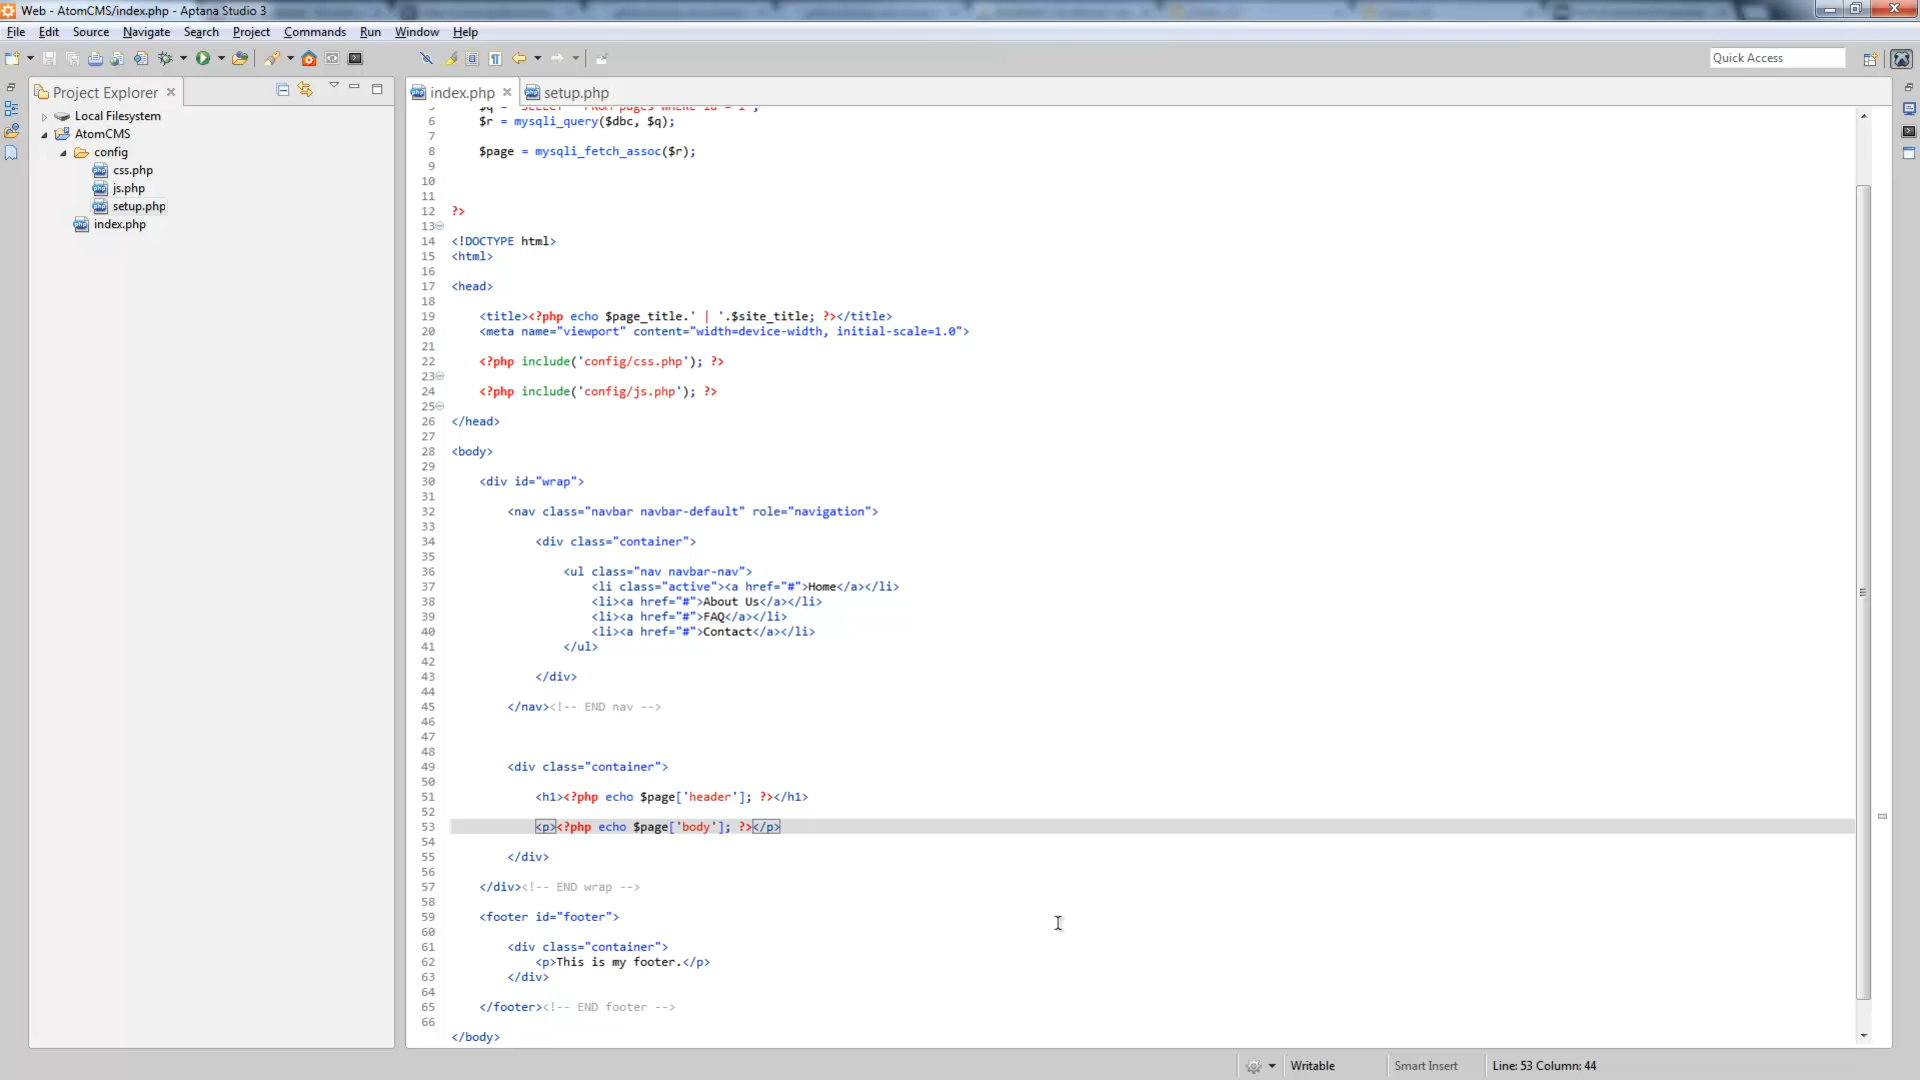 Web - AtomCMS/index.php - Aptana Studio 3
File Edit Source Navigate Search Project Commands Run Window Help
Quick Access
Project Explorer
index.php
setup.php
Local Filesystem
AtomCMS
config
css.php
js.php
setup.php
index.php
5 $q = "SELECT * FROM pages WHERE id = 1";
6 $r = mysqli_query($dbc, $q);
7
8 $page = mysqli_fetch_assoc($r);
9
10
11
12 ?>
13
14 <!DOCTYPE html>
15 <html>
16
17 <head>
18
19 <title><?php echo $page_title.' | '.$site_title; ?></title>
20 <meta name="viewport" content="width=device-width, initial-scale=1.0">
21
22 <?php include('config/css.php'); ?>
23
24 <?php include('config/js.php'); ?>
25
26 </head>
27
28 <body>
29
30 <div id="wrap">
31
32 <nav class="navbar navbar-default" role="navigation">
33
34 <div class="container">
35
36 <ul class="nav navbar-nav">
37 <li class="active"><a href="#">Home</a></li>
38 <li><a href="#">About Us</a></li>
39 <li><a href="#">FAQ</a></li>
40 <li><a href="#">Contact</a></li>
41 </ul>
42
43 </div>
44
45 </nav><!-- END nav -->
46
47
48
49 <div class="container">
50
51 <h1><?php echo $page['header']; ?></h1>
52
53 <p><?php echo $page['body']; ?></p>
54
55 </div>
56
57 </div><!-- END wrap -->
58
59 <footer id="footer">
60
61 <div class="container">
62 <p>This is my footer.</p>
63 </div>
64
65 </footer><!-- END footer -->
66
</body>
Writable Smart Insert Line: 53 Column: 44